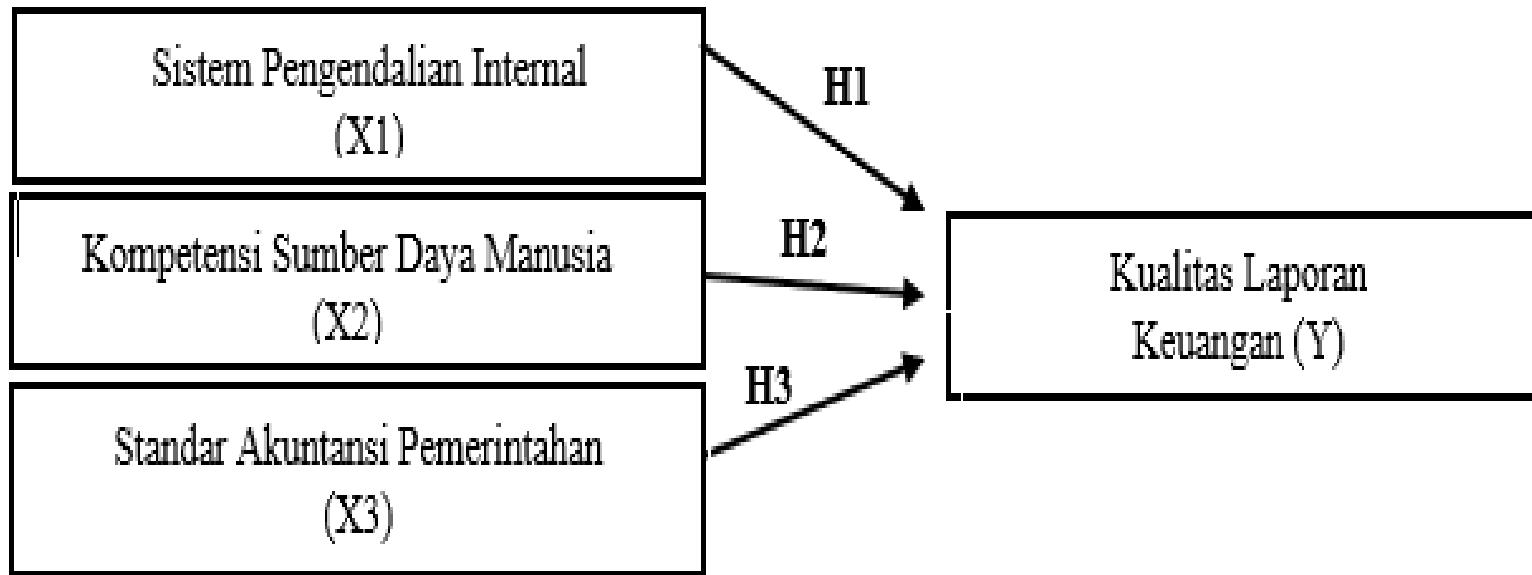 Sistem Pengendalian Internal
(X1)
H1
Kompetensi Sumber Daya Manusia
(X2)
H2
Standar Akuntansi Pemerintahan
(X3)
H3
Kualitas Laporan
Keuangan (Y)